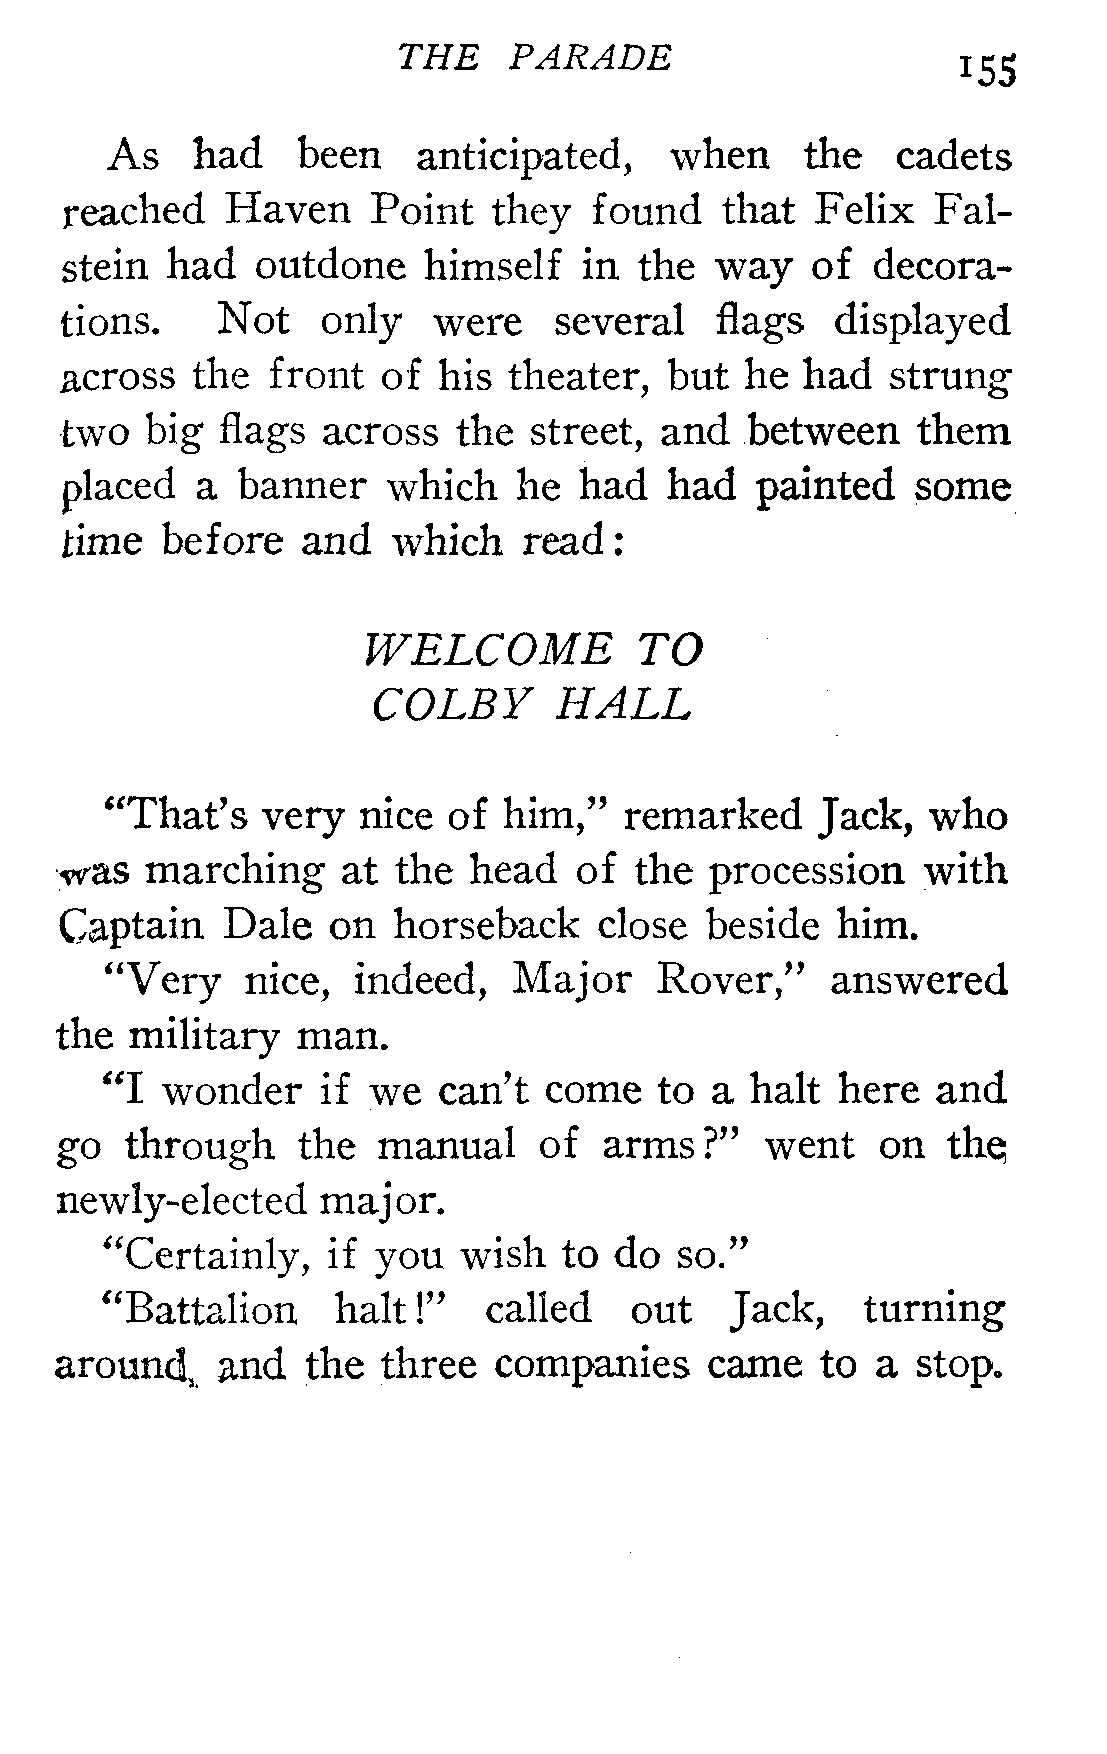 THE PARADE 155
As had been anticipated, when the cadets
reached Haven Point they found that Felix Fal-
stein had outdone himself in the way of decora-
tions. Not only were several flags displayed
across the front of his theater, but he had strung
two big flags across the street, and between them
placed a banner which he had had painted some
time before and which read:
WELCOME TO
COLBY HALL
“That’s very nice of him,” remarked Jack, who
was marching at the head of the procession with
Captain Dale on horseback close beside him.
“Very nice, indeed, Major Rover,” answered
the military man.
“I wonder if we can’t come to a halt here and
go through the manual of arms?” went on the
newly-elected major.
“Certainly, if you wish to do so.”
“Battalion halt!” called out Jack, turning
around, and the three companies came to a stop.